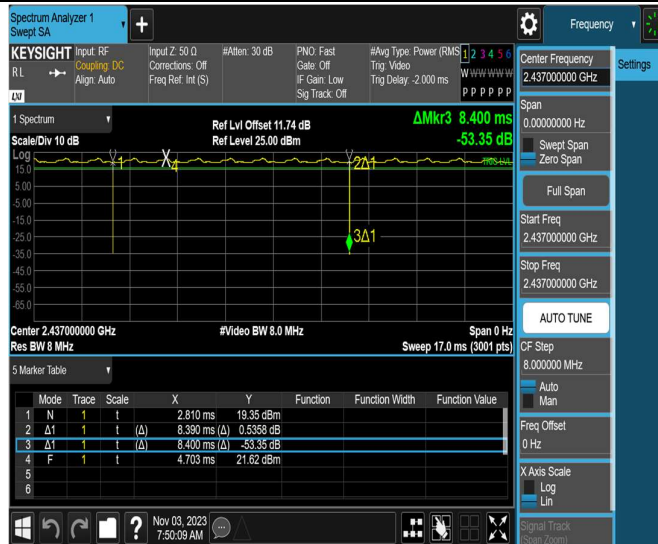 Spectrum Analyzer 1
Swept SA
Frequency
KEYSIGHT
Input: RF
Coupling: DC
Align: Auto
RL
LXI
Input Z: 50 Ω
Corrections: Off
Freq Ref: Int (S)
#Atten: 30 dB
PNO: Fast
Gate: Off
IF Gain: Low
Sig Track: Off
#Avg Type: Power (RMS
Trig: Video
Trig Delay: -2.000 ms
1 2 3 4 5 6
W W W W W W
P P P P P P
1 Spectrum
Scale/Div 10 dB
Ref Lvl Offset 11.74 dB
Ref Level 25.00 dBm
ΔMkr3 8.400 ms
-53.35 dB
Log
15.0
5.00
-5.00
-15.0
-25.0
-35.0
-45.0
-55.0
-65.0
1
X4
2Δ1
TRIG LVL
3Δ1
Center 2.437000000 GHz
Res BW 8 MHz
#Video BW 8.0 MHz
Span 0 Hz
Sweep 17.0 ms (3001 pts)
5 Marker Table
Mode Trace Scale X Y Function Function Width Function Value
1 N 1 t 2.810 ms 19.35 dBm
2 Δ1 1 t (Δ) 8.390 ms (Δ) 0.5358 dB
3 Δ1 1 t (Δ) 8.400 ms (Δ) -53.35 dB
4 F 1 t 4.703 ms 21.62 dBm
5
6
Nov 03, 2023
7:50:09 AM
Center Frequency
2.437000000 GHz
Settings
Span
0.00000000 Hz
Swept Span
Zero Span
Full Span
Start Freq
2.437000000 GHz
Stop Freq
2.437000000 GHz
AUTO TUNE
CF Step
8.000000 MHz
Auto
Man
Freq Offset
0 Hz
X Axis Scale
Log
Lin
Signal Track
(Span Zoom)